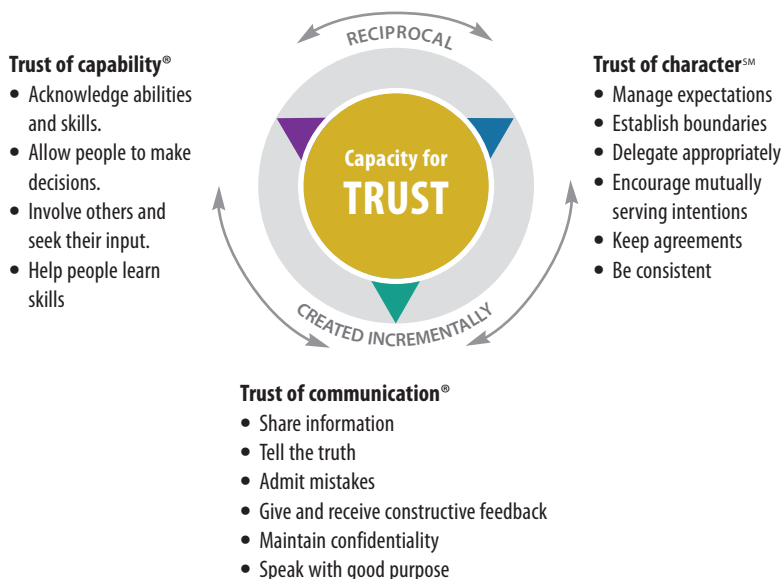 RECIPROCAL
Trust of capability®
• Acknowledge abilities
and skills.
• Allow people to make
decisions.
• Involve others and
seek their input.
• Help people learn
skills
Capacity for
TRUST
Trust of character℠
• Manage expectations
• Establish boundaries
• Delegate appropriately
• Encourage mutually
serving intentions
• Keep agreements
• Be consistent
CREATED INCREMENTALLY
Trust of communication®
• Share information
• Tell the truth
• Admit mistakes
• Give and receive constructive feedback
• Maintain confidentiality
• Speak with good purpose